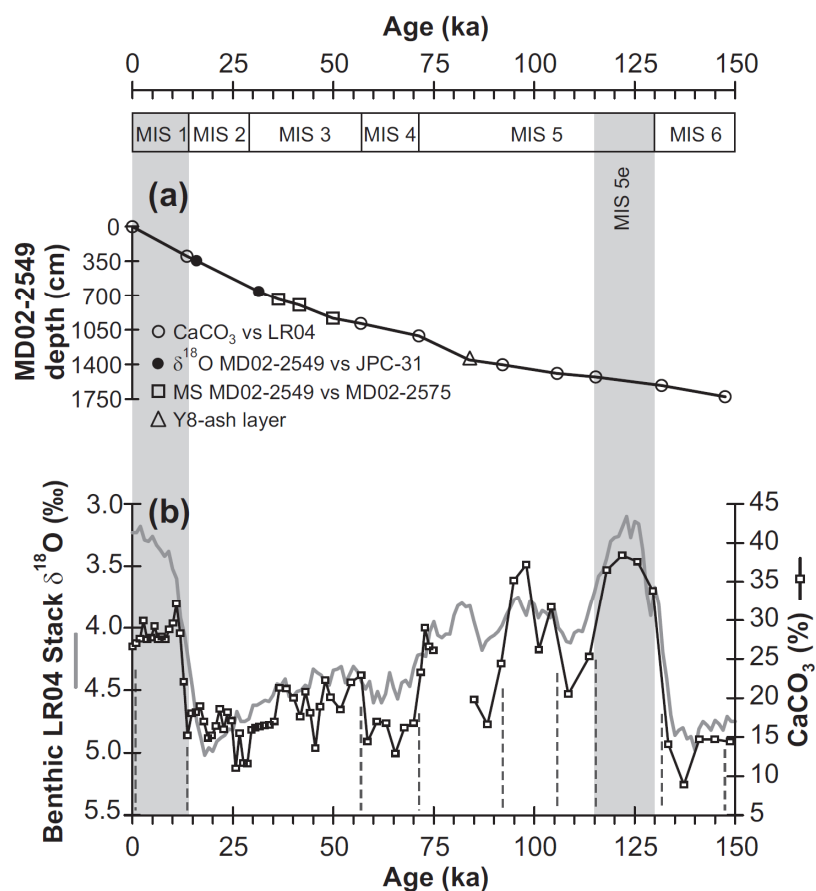 Age (ka)
0 25 50 75 100 125 150
MIS 1 MIS 2 MIS 3 MIS 4 MIS 5 MIS 6
MIS 5e
(a)
MD02-2549
depth (cm)
0
350
700
1050
1400
1750
CaCO₃ vs LR04
δ¹⁸O MD02-2549 vs JPC-31
MS MD02-2549 vs MD02-2575
Y8-ash layer
(b)
Benthic LR04 Stack δ¹⁸O (‰)
3.0
3.5
4.0
4.5
5.0
5.5
45
40
35
30
25
20
15
10
5
CaCO₃ (%)
0 25 50 75 100 125 150
Age (ka)